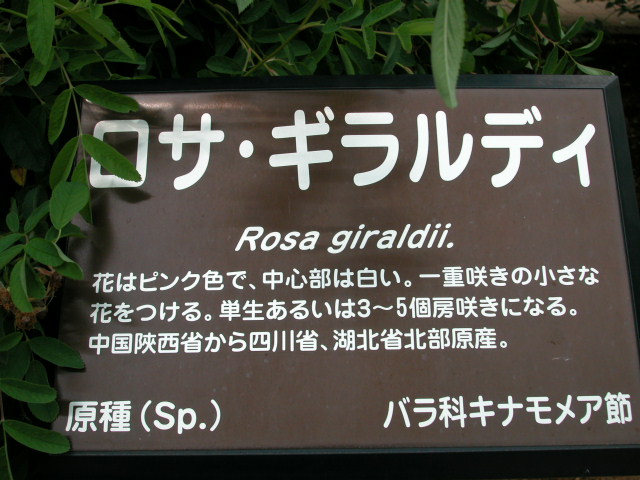 ロサ・ギラルディ
Rosa giraldii.
花はピンク色で、中心部は白い。一重咲きの小さな
花をつける。単生あるいは3～5個房咲きになる。
中国陜西省から四川省、湖北省北部原産。
原種(Sp.) バラ科キナモメア節